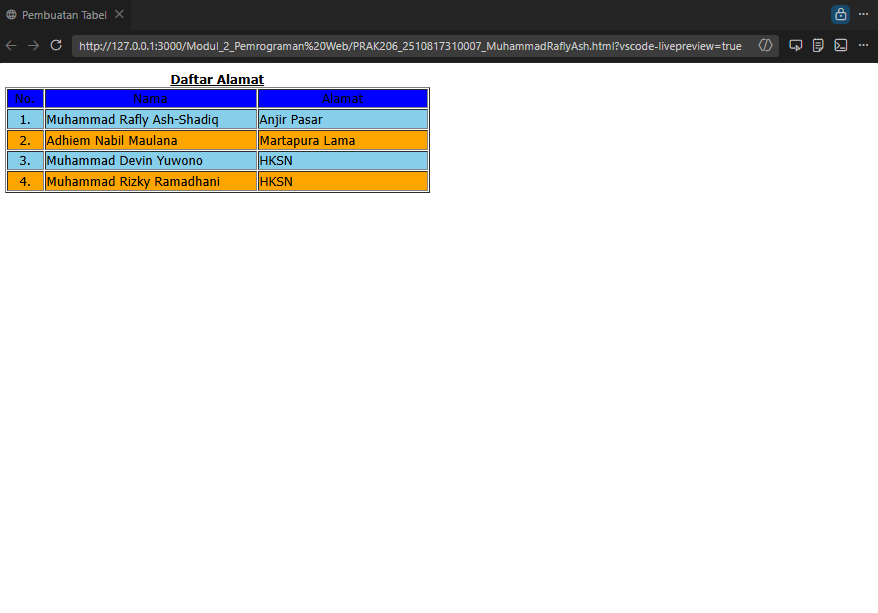 Pembuatan Tabel
http://127.0.0.1:3000/Modul_2_Pemrograman%20Web/PRAK206_2510817310007_MuhammadRaflyAsh.html?vscode-livepreview=true
Daftar Alamat
No. Nama Alamat
1. Muhammad Rafly Ash-Shadiq Anjir Pasar
2. Adhiem Nabil Maulana Martapura Lama
3. Muhammad Devin Yuwono HKSN
4. Muhammad Rizky Ramadhani HKSN